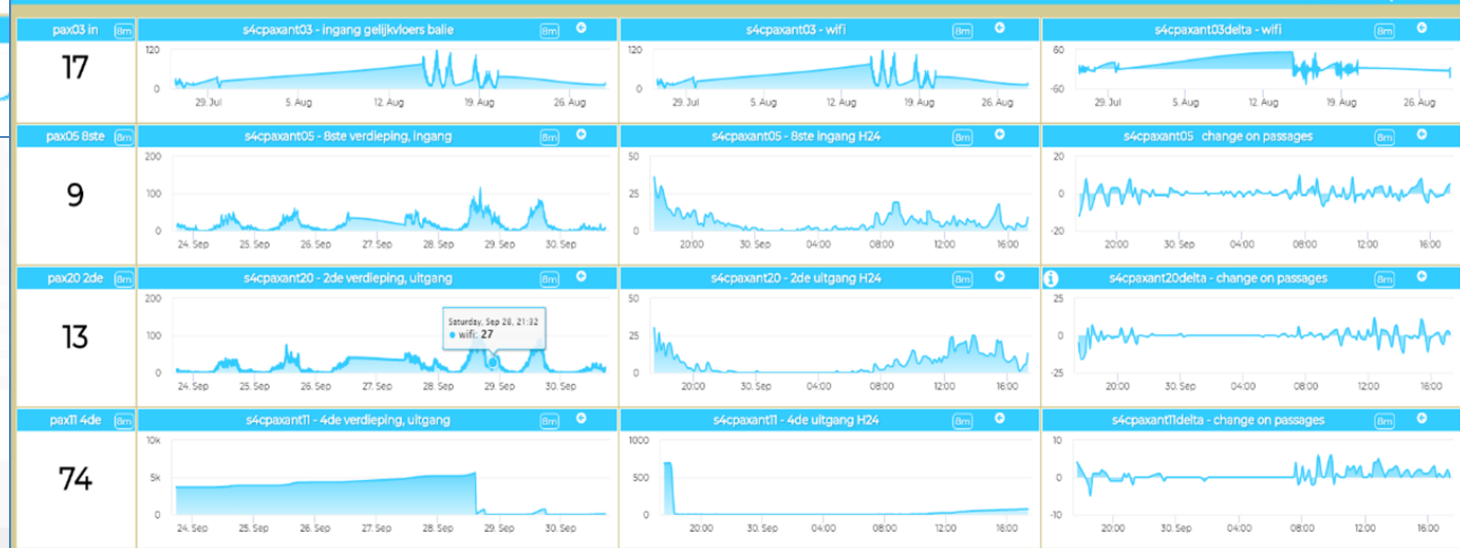 pax03 in 8m s4cpaxant03 - ingang gelijkvloers balie 8m s4cpaxant03 - wifi 8m s4cpaxant03delta - wifi 8m
17
120 120 60
0 0 -60
29. Jul 5. Aug 12. Aug 19. Aug 26. Aug 29. Jul 5. Aug 12. Aug 19. Aug 26. Aug 29. Jul 5. Aug 12. Aug 19. Aug 26. Aug
pax05 8ste 8m s4cpaxant05 - 8ste verdieping, ingang 8m s4cpaxant05 - 8ste ingang H24 8m s4cpaxant05 change on passages 8m
9
200 50 20
100 25 0
0 0 -20
24. Sep 25. Sep 26. Sep 27. Sep 28. Sep 29. Sep 30. Sep 20:00 30. Sep 04:00 08:00 12:00 16:00 20:00 30. Sep 04:00 08:00 12:00 16:00
pax20 2de 8m s4cpaxant20 - 2de verdieping, uitgang 8m s4cpaxant20 - 2de uitgang H24 8m s4cpaxant20delta - change on passages 8m
13
200 50 25
Saturday, Sep 28, 21:32
wifi: 27
100 25 0
0 0 -25
24. Sep 25. Sep 26. Sep 27. Sep 28. Sep 29. Sep 30. Sep 20:00 30. Sep 04:00 08:00 12:00 16:00 20:00 30. Sep 04:00 08:00 12:00 16:00
pax11 4de 8m s4cpaxant11 - 4de verdieping, uitgang 8m s4cpaxant11 - 4de uitgang H24 8m s4cpaxant11delta - change on passages 8m
74
10k 1000 10
5k 500 0
0 0 -10
24. Sep 25. Sep 26. Sep 27. Sep 28. Sep 29. Sep 30. Sep 20:00 30. Sep 04:00 08:00 12:00 16:00 20:00 30. Sep 04:00 08:00 12:00 16:00